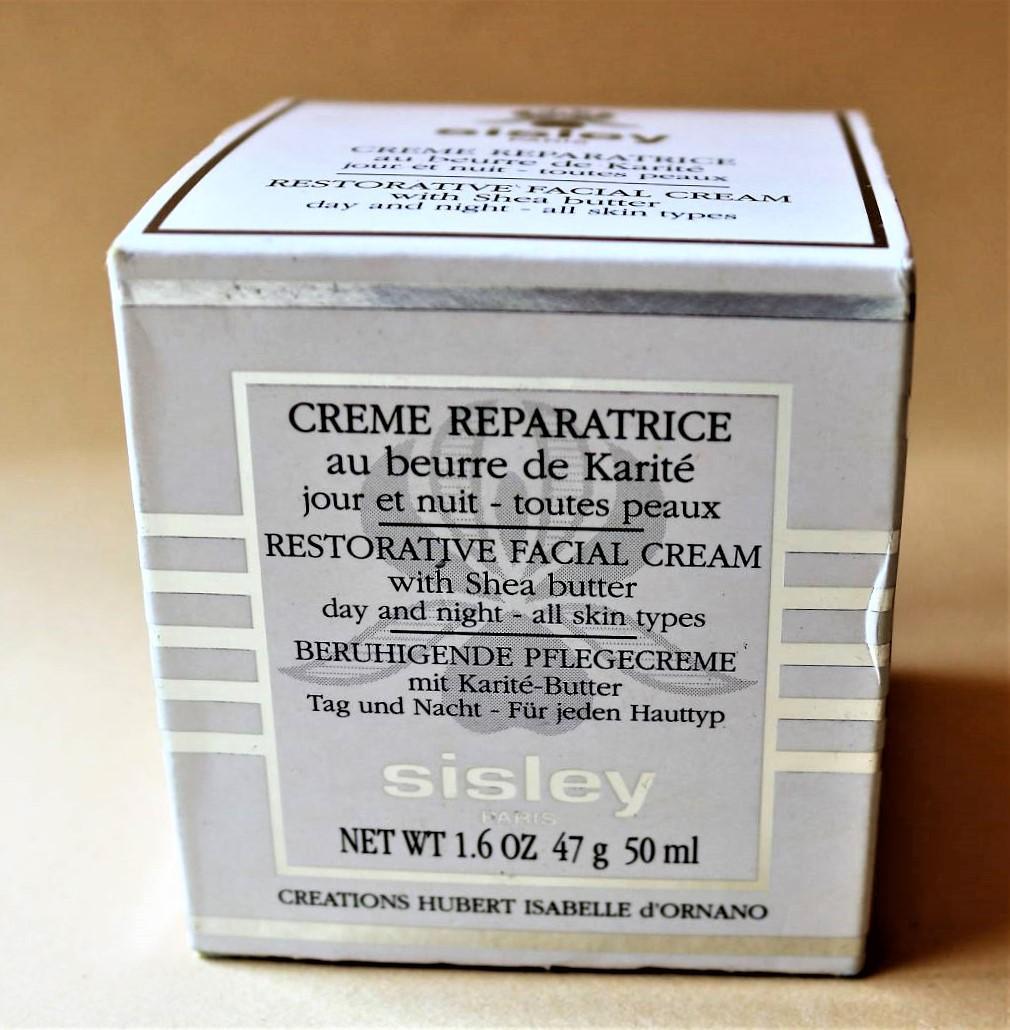 sisley
PARIS
CREME REPARATRICE
au beurre de Karité
jour et nuit - toutes peaux
RESTORATIVE FACIAL CREAM
with Shea butter
day and night - all skin types
CREME REPARATRICE
au beurre de Karité
jour et nuit - toutes peaux
RESTORATIVE FACIAL CREAM
with Shea butter
day and night - all skin types
BERUHIGENDE PFLEGECREME
mit Karité-Butter
Tag und Nacht - Für jeden Hauttyp
sisley
PARIS
NET WT 1.6 OZ 47 g 50 ml
CREATIONS HUBERT ISABELLE d'ORNANO